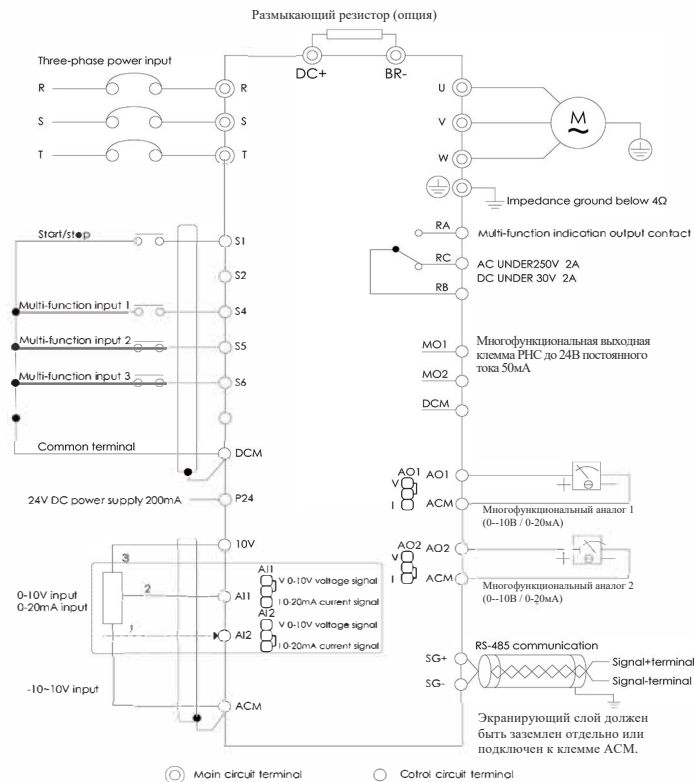 Размыкающий резистор (опция)
DC+
BR-
Three-phase power input
R
R
S
S
T
T
U
V
W
M
~
Impedance ground below 4Ω
Start/stop
S1
S2
Multi-function input 1
S4
Multi-function input 2
S5
Multi-function input 3
S6
Common terminal
DCM
24V DC power supply 200mA
P24
RA
Multi-function indication output contact
RC
AC UNDER250V 2A
DC UNDER 30V 2A
RB
MO1
Многофункциональная выходная
клемма PHC до 24В постоянного
тока 50мА
MO2
DCM
10V
3
0-10V input
0-20mA input
2
AI1
1
AI2
AI1
V 0-10V voltage signal
I 0-20mA current signal
AI2
V 0-10V voltage signal
I 0-20mA current signal
-10~10V input
ACM
AO1
AO1
V
I
ACM
+
-
Многофункциональный аналог 1
(0--10В / 0-20мА)
AO2
AO2
V
I
ACM
+
-
Многофункциональный аналог 2
(0--10В / 0-20мА)
RS-485 communication
SG+
SG-
Signal+terminal
Signal-terminal
Экранирующий слой должен
быть заземлен отдельно или
подключен к клемме ACM.
Main circuit terminal
Cotrol circuit terminal